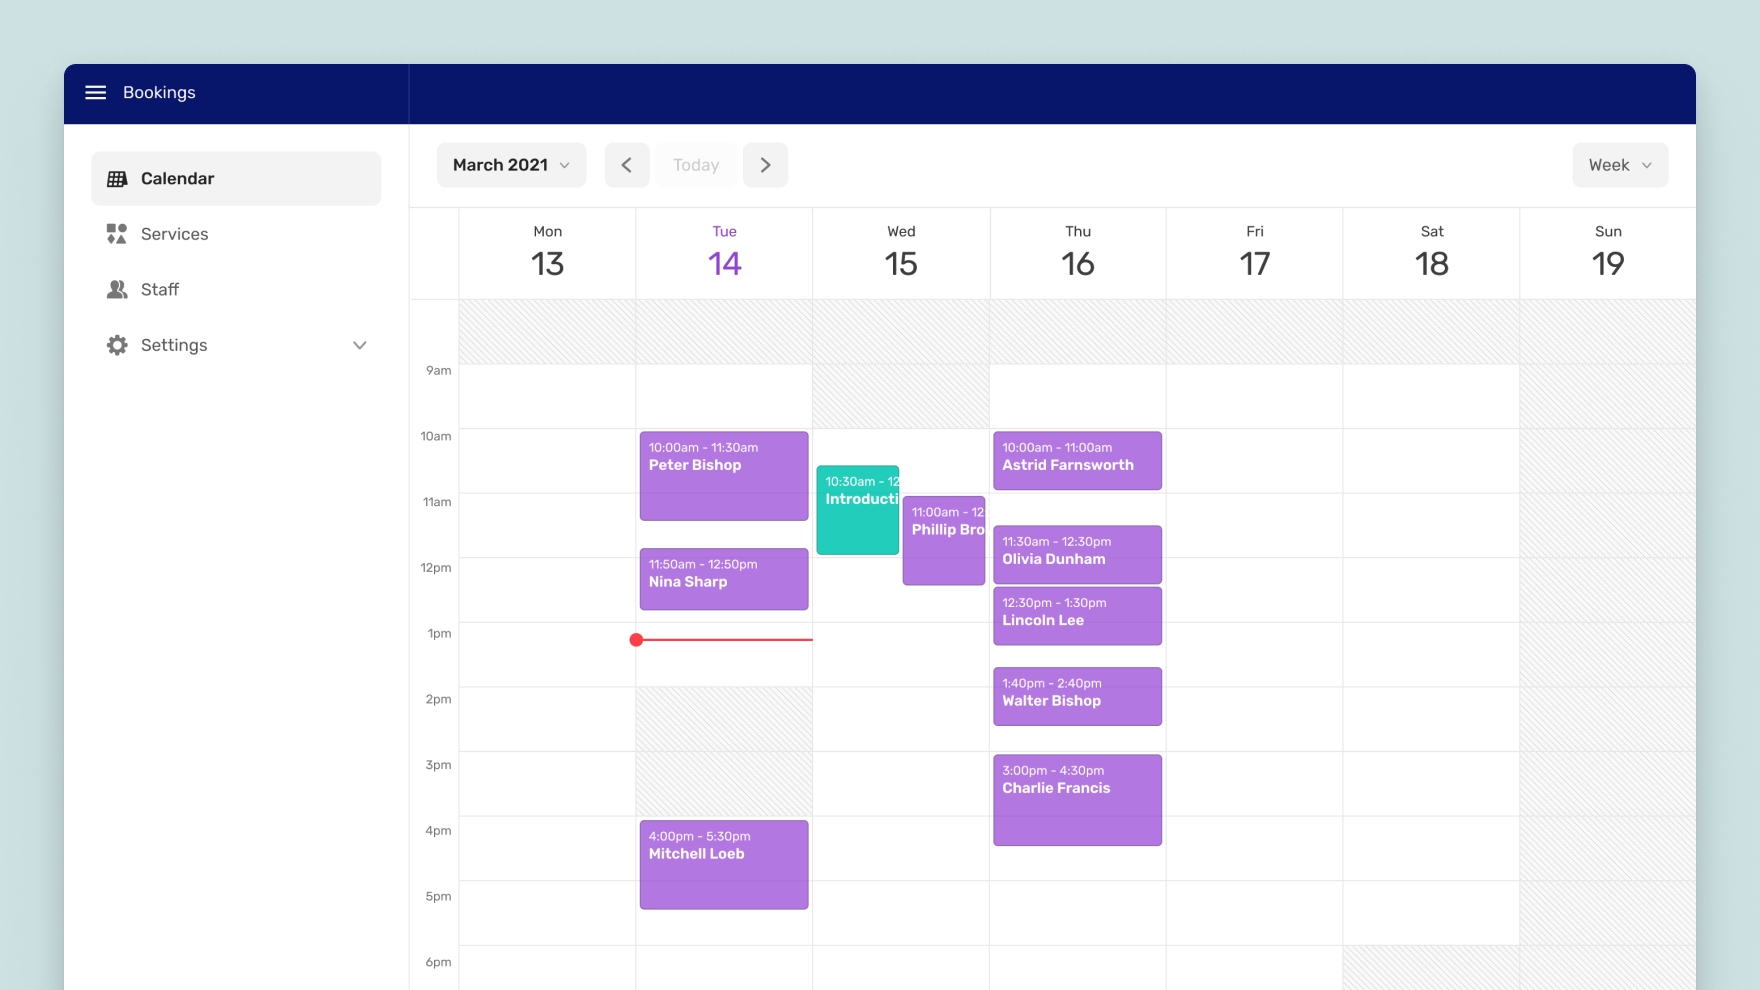 Bookings
Calendar
Services
Staff
Settings
March 2021
Today
Week
Mon
13
Tue
14
Wed
15
Thu
16
Fri
17
Sat
18
Sun
19
9am
10am
11am
12pm
1pm
2pm
3pm
4pm
5pm
6pm
10:00am - 11:30am
Peter Bishop
11:50am - 12:50pm
Nina Sharp
4:00pm - 5:30pm
Mitchell Loeb
10:30am - 12
Introducti
11:00am - 12
Phillip Bro
10:00am - 11:00am
Astrid Farnsworth
11:30am - 12:30pm
Olivia Dunham
12:30pm - 1:30pm
Lincoln Lee
1:40pm - 2:40pm
Walter Bishop
3:00pm - 4:30pm
Charlie Francis